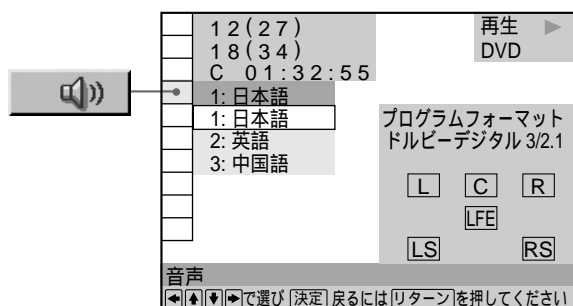 12(27)
18(34)
C 01:32:55
再生
DVD
1: 日本語
1: 日本語
2: 英語
3: 中国語
プログラムフォーマット
ドルビーデジタル 3/2.1
L C R
LFE
LS RS
音声
で選び 決定 戻るには リターン を押してください